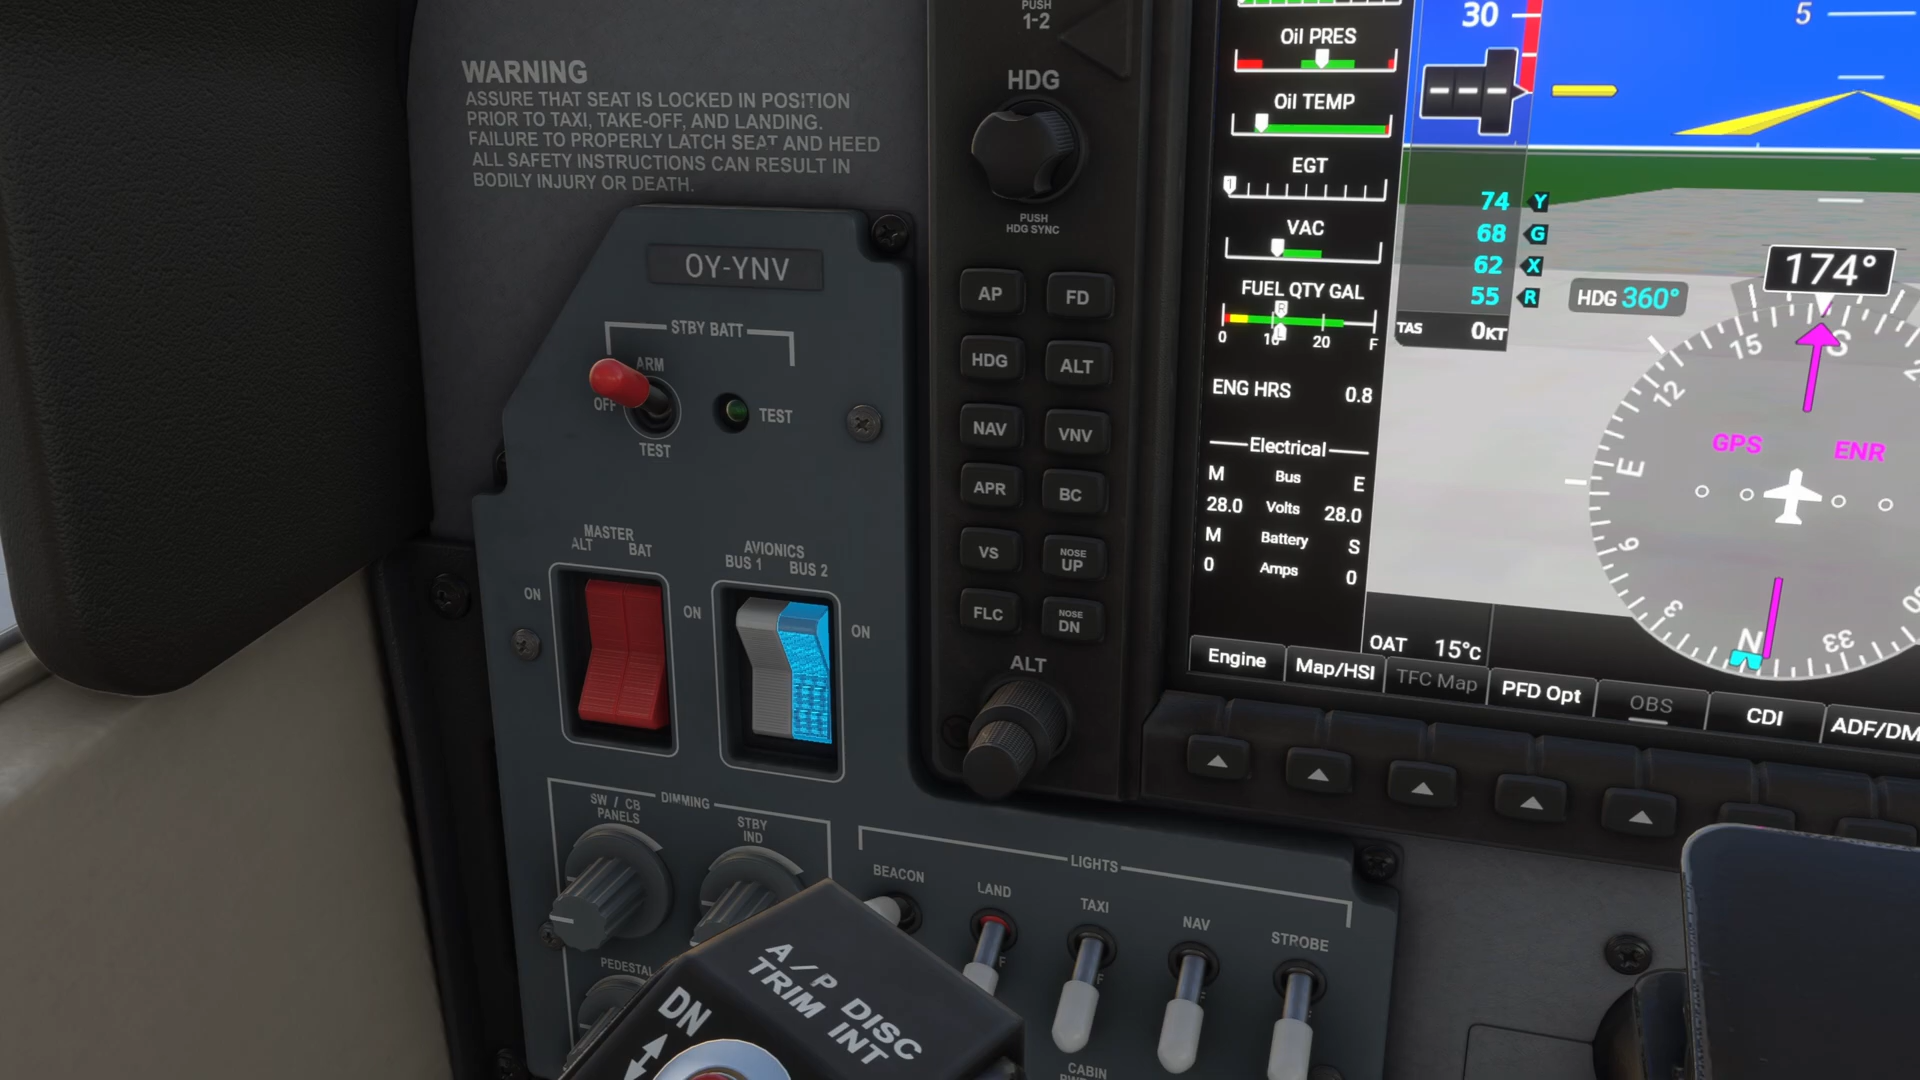 WARNING
ASSURE THAT SEAT IS LOCKED IN POSITION
PRIOR TO TAXI, TAKE-OFF, AND LANDING.
FAILURE TO PROPERLY LATCH SEAT AND HEED
ALL SAFETY INSTRUCTIONS CAN RESULT IN
BODILY INJURY OR DEATH.
OY-YNV
STBY BATT
ARM
OFF
TEST
TEST
MASTER
ALT BAT
ON
AVIONICS
BUS 1 BUS 2
ON
ON
DIMMING
SW / CB
PANELS
STBY
IND
PEDESTAL
LIGHTS
BEACON
LAND
TAXI
NAV
STROBE
CABIN
A/P DISC
TRIM INT
DN
PUSH
1-2
HDG
PUSH
HDG SYNC
AP FD
HDG ALT
NAV VNV
APR BC
VS NOSE UP
FLC NOSE DN
ALT
Oil PRES
Oil TEMP
EGT
1
VAC
FUEL QTY GAL
R
L
0 10 20 F
ENG HRS 0.8
Electrical
M Bus E
28.0 Volts 28.0
M Battery S
0 Amps 0
30
5
74 Y
68 G
62 X
55 R
TAS 0KT
HDG 360°
174°
S
15
12
E
6
3
N
33
GPS ENR
OAT 15°C
Engine Map/HSI TFC Map PFD Opt OBS CDI ADF/DM